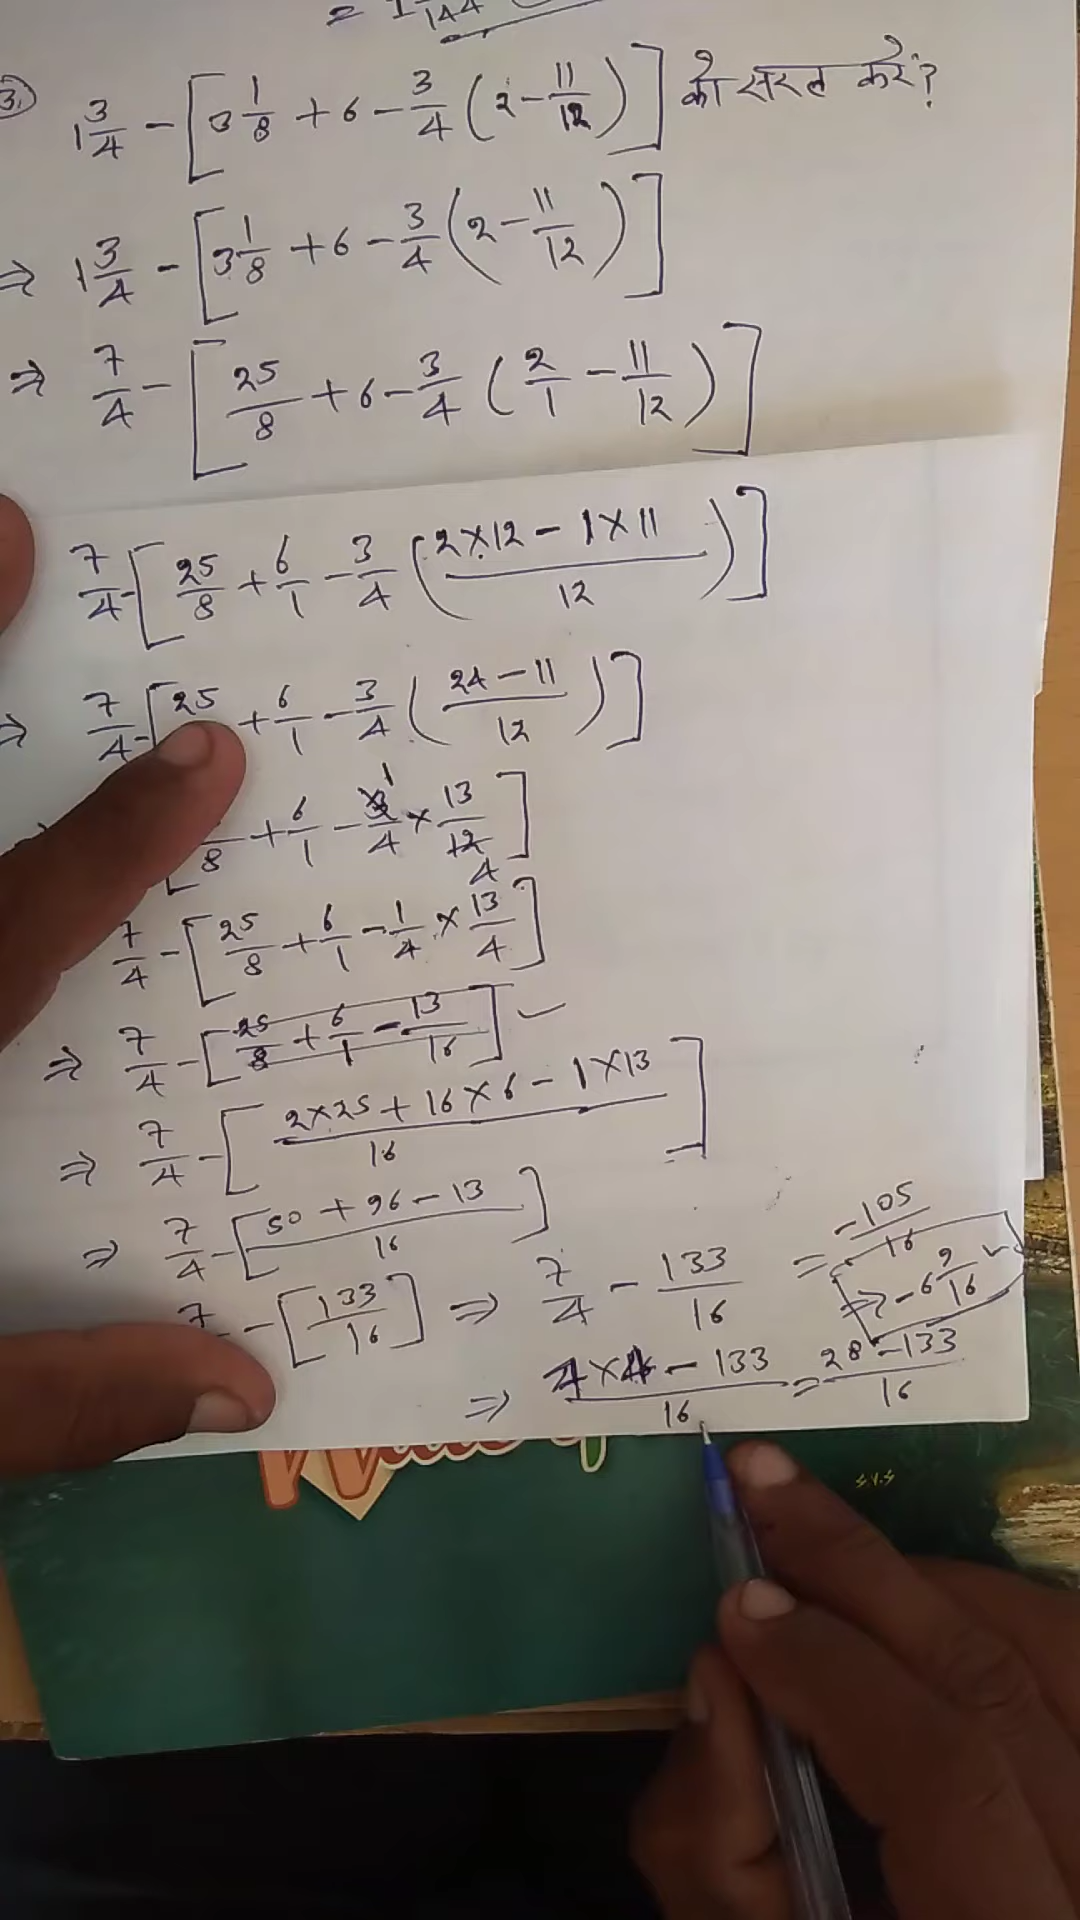 = 1 /144
3. 1 3/4 - [3 1/8 + 6 - 3/4 (2 - 11/12)] को सरल करें?
⇒ 1 3/4 - [3 1/8 + 6 - 3/4 (2 - 11/12)]
⇒ 7/4 - [25/8 + 6 - 3/4 (2/1 - 11/12)]
7/4 - [25/8 + 6/1 - 3/4 ((2×12 - 1×11)/12)]
⇒ 7/4 - [25 + 6/1 - 3/4 ((24 - 11)/12)]
/8 + 6/1 - 3/4 1 × 13/12 4]
7/4 - [25/8 + 6/1 - 1/4 × 13/4]
⇒ 7/4 - [25/8 + 6/1 - 13/16]
⇒ 7/4 - [(2×25 + 16×6 - 1×13)/16]
⇒ 7/4 - [(50 + 96 - 13)/16]
7 - [133/16] ⇒ 7/4 - 133/16 = -105/16
⇒ -6 9/16
⇒ (7×4 - 133)/16 = (28 - 133)/16
S.V.S